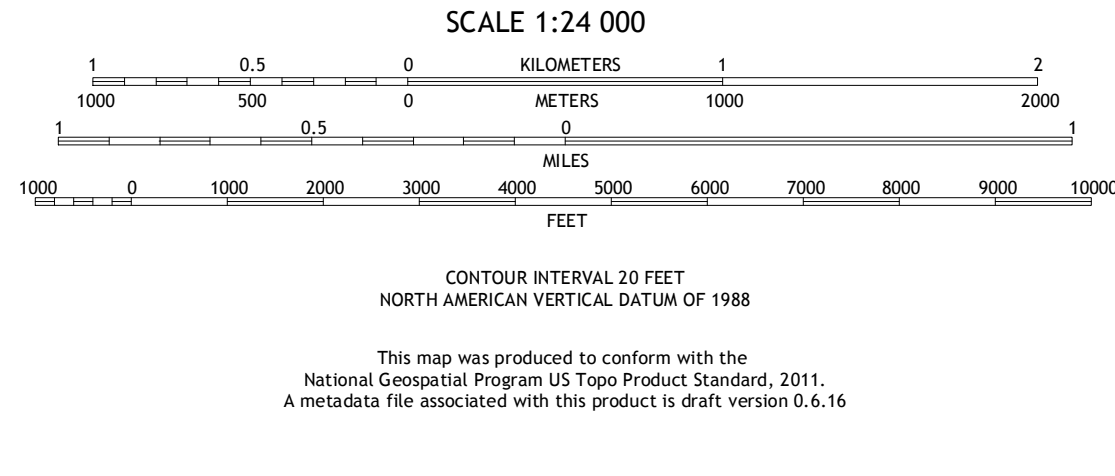 SCALE 1:24 000
1 0.5 0 KILOMETERS 1 2
1000 500 0 METERS 1000 2000
1 0.5 0 1
MILES
1000 0 1000 2000 3000 4000 5000 6000 7000 8000 9000 10000
FEET
CONTOUR INTERVAL 20 FEET
NORTH AMERICAN VERTICAL DATUM OF 1988
This map was produced to conform with the
National Geospatial Program US Topo Product Standard, 2011.
A metadata file associated with this product is draft version 0.6.16